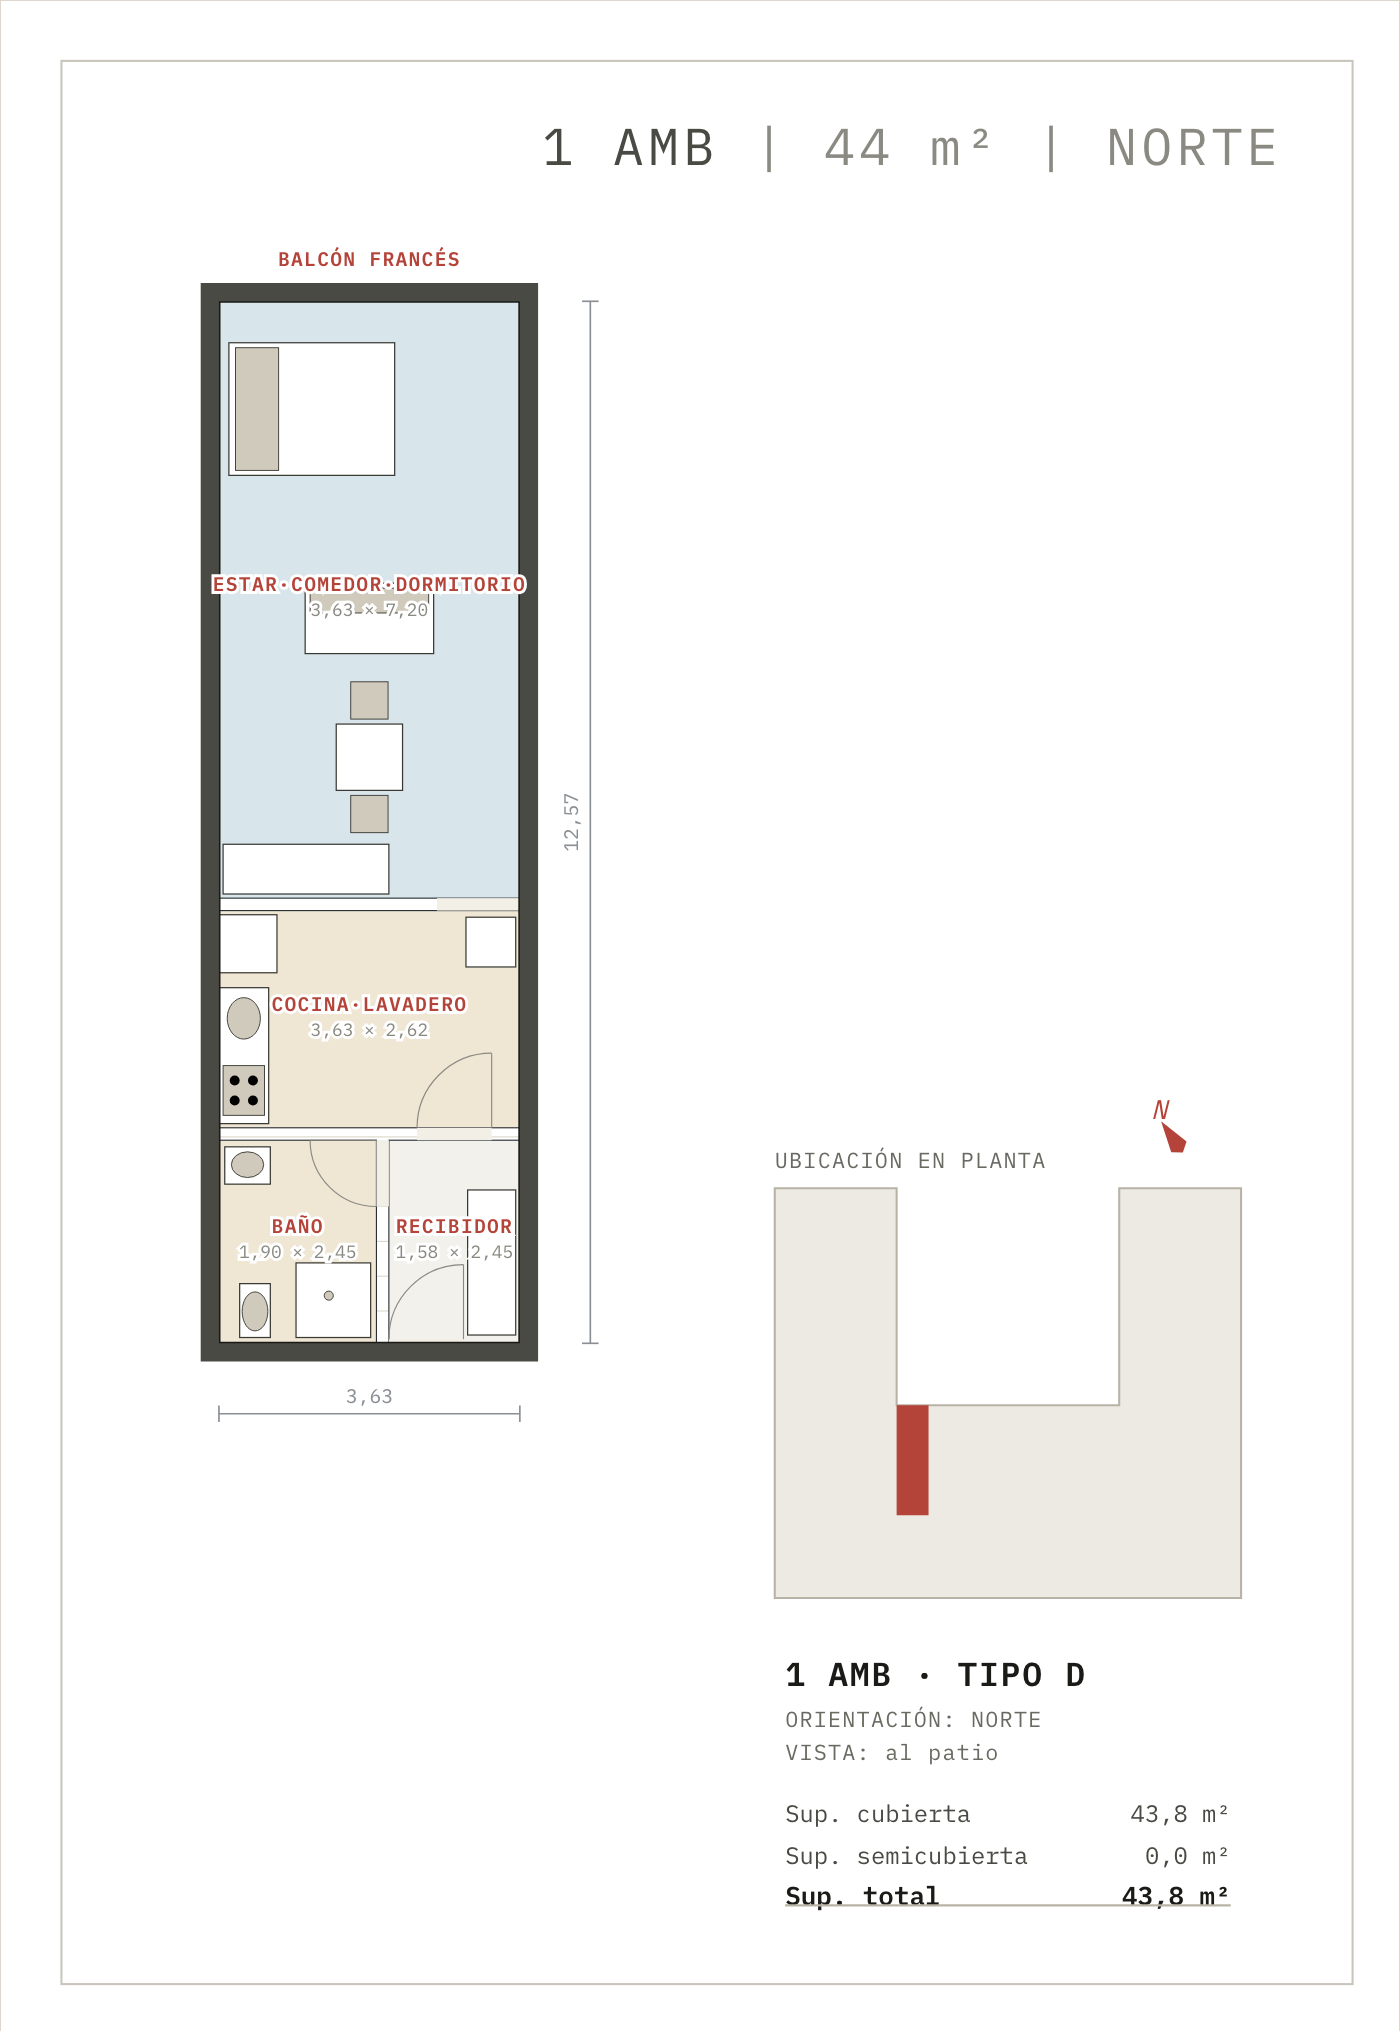 1 AMB | 44 m² | NORTE
BALCÓN FRANCÉS
ESTAR·COMEDOR·DORMITORIO
3,63 × 7,20
12,57
COCINA·LAVADERO
3,63 × 2,62
BAÑO
1,90 × 2,45
RECIBIDOR
1,58 × 2,45
3,63
N
UBICACIÓN EN PLANTA
1 AMB · TIPO D
ORIENTACIÓN: NORTE
VISTA: al patio
Sup. cubierta 43,8 m²
Sup. semicubierta 0,0 m²
Sup. total 43,8 m²